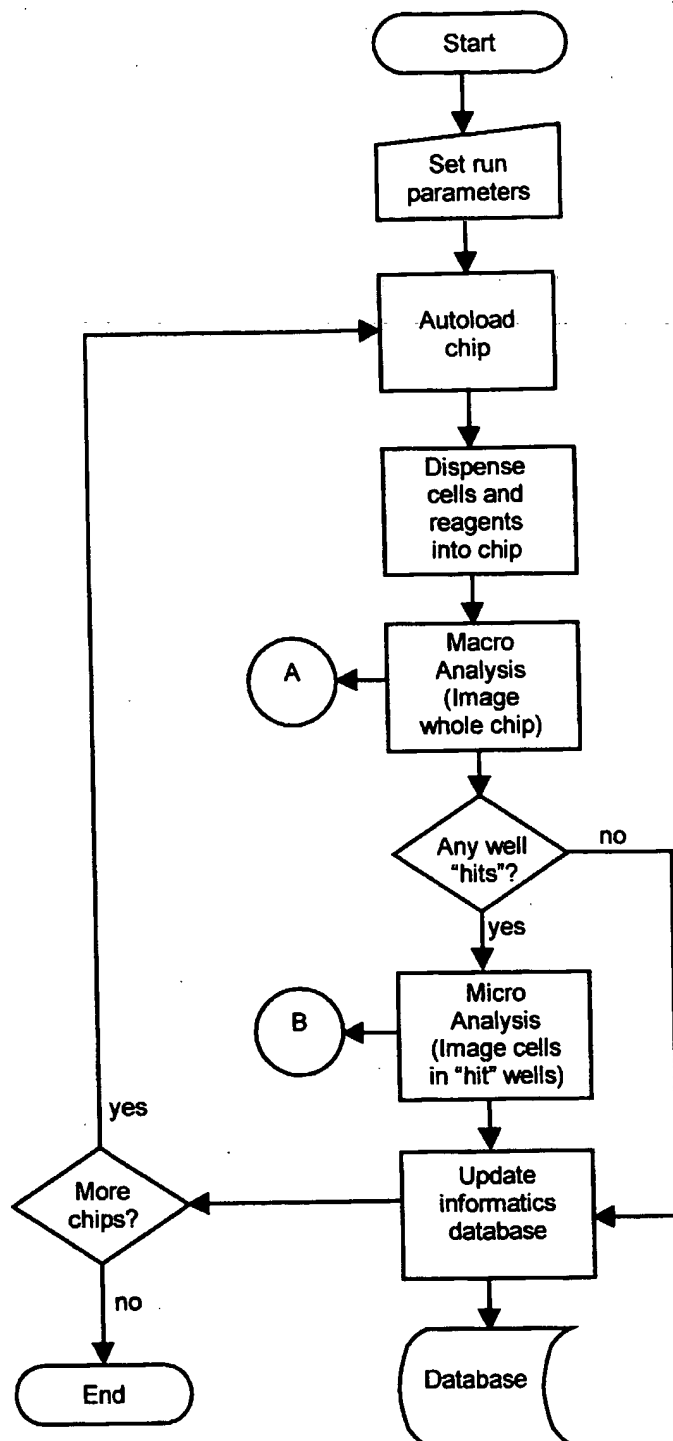 Start
Set run
parameters
Autoload
chip
Dispense
cells and
reagents
into chip
Macro
Analysis
(Image
whole chip)
A
Any well
“hits”?
no
yes
Micro
Analysis
(Image cells
in “hit” wells)
B
yes
Update
informatics
database
More
chips?
no
End
Database